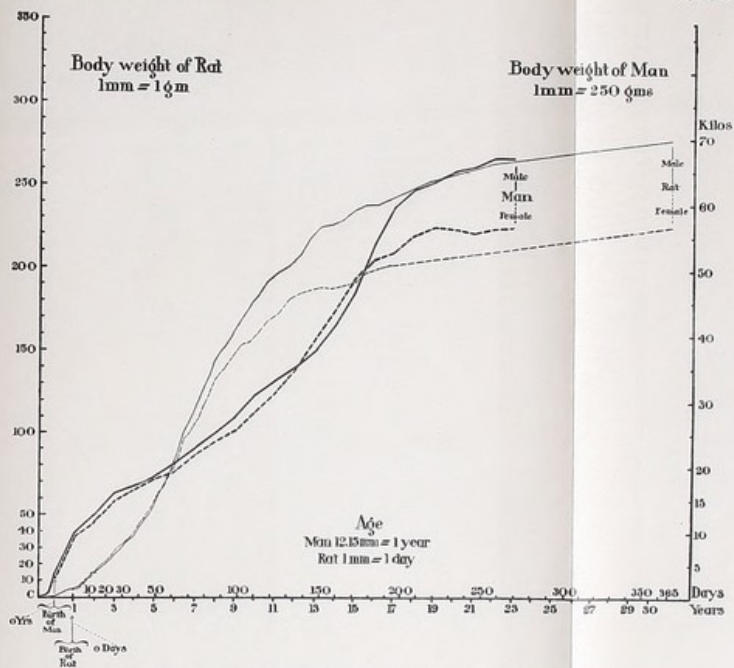 350
Body weight of Rat
1mm = 1gm
Body weight of Man
1mm = 250 gms
300
Kilos
70
Male
Man
Female
Male
Rat
Female
250
60
200
50
40
150
30
100
20
15
50
40
30
20
10
10
5
Age
Man 12.15mm = 1 year
Rat 1mm = 1 day
10 20 30 50 100 150 200 250 300 350 365 Days
0 Yrs 1 3 5 7 9 11 13 15 17 19 21 23 25 27 29 30 Years
Birth
of
Man
0 Days
Birth
of
Rat